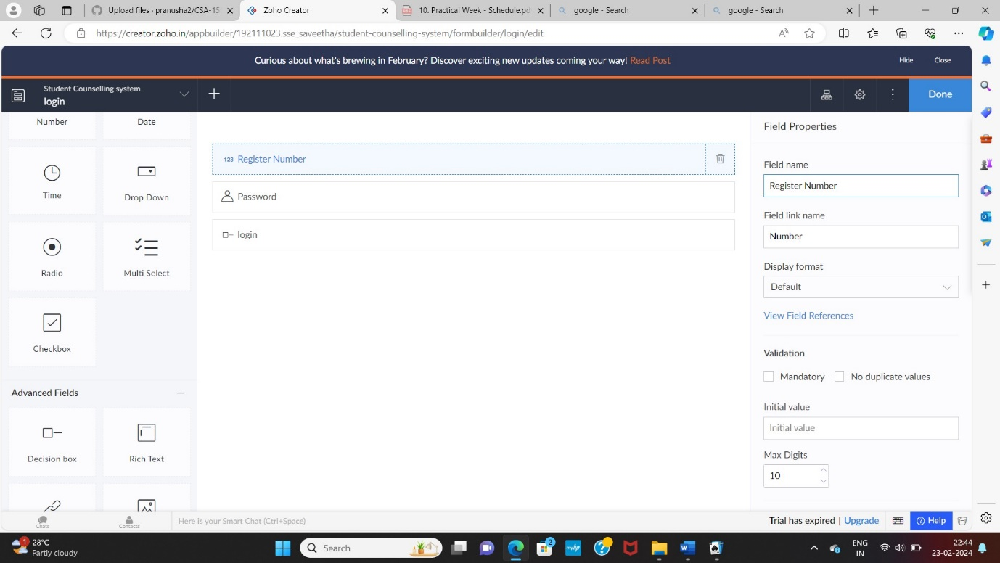 Upload files · pranusha2/CSA-15
Zoho Creator
10. Practical Week - Schedule.pd
google - Search
google - Search
https://creator.zoho.in/appbuilder/192111023.sse_saveetha/student-counselling-system/formbuilder/login/edit
Curious about what's brewing in February? Discover exciting new updates coming your way! Read Post
Hide
Close
Student Counselling system
login
Done
Number
Date
Time
Drop Down
Radio
Multi Select
Checkbox
Advanced Fields
Decision box
Rich Text
123 Register Number
Password
login
Field Properties
Field name
Register Number
Field link name
Number
Display format
Default
View Field References
Validation
Mandatory
No duplicate values
Initial value
Initial value
Max Digits
10
Chats
Contacts
Here is your Smart Chat (Ctrl+Space)
Trial has expired | Upgrade
Help
1
28°C
Partly cloudy
Search
2
ENG
IN
22:44
23-02-2024